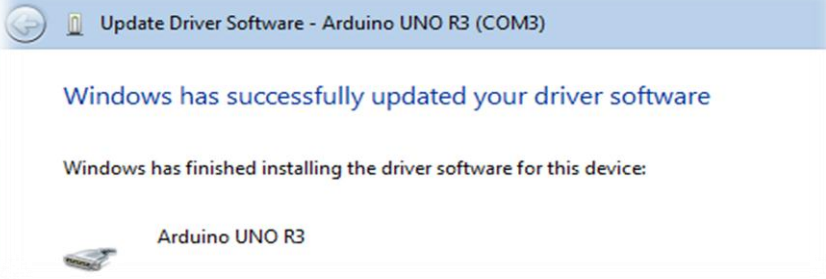 Update Driver Software - Arduino UNO R3 (COM3)
Windows has successfully updated your driver software
Windows has finished installing the driver software for this device:
Arduino UNO R3